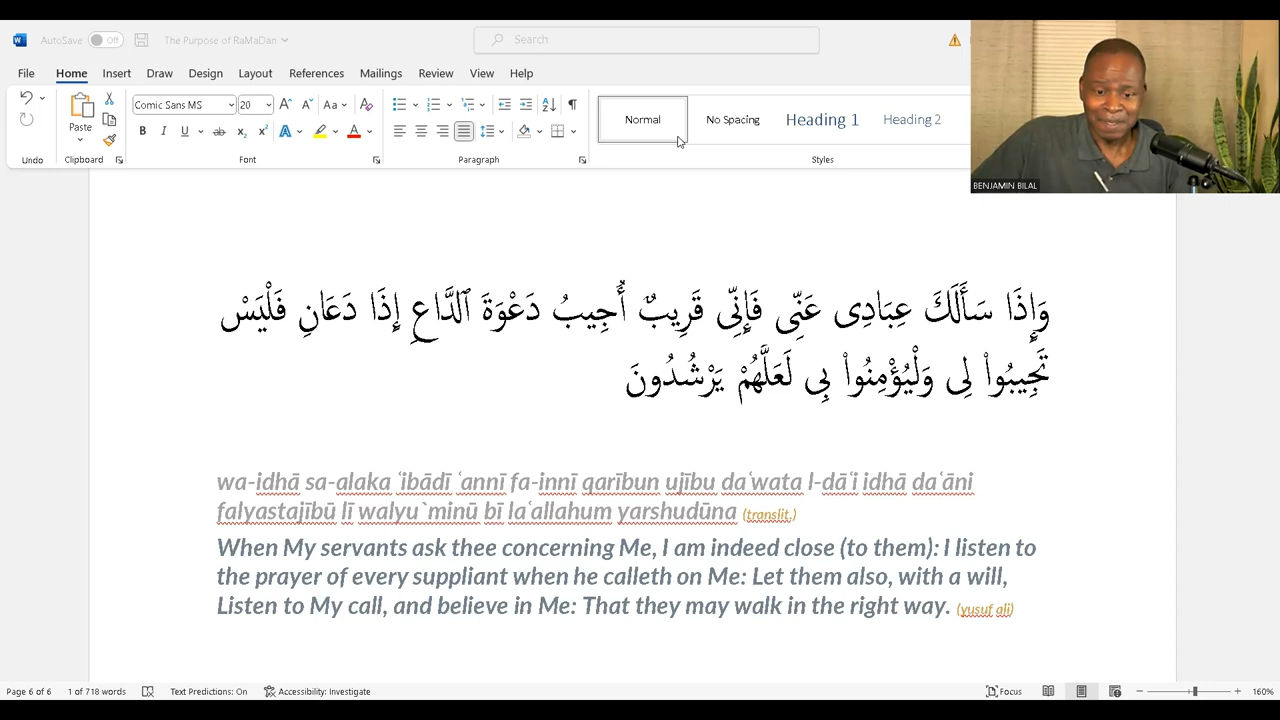 AutoSave Off The Purpose of RaMaDan Search
File Home Insert Draw Design Layout References Mailings Review View Help
Comic Sans MS 20 Normal No Spacing Heading 1 Heading 2
Paste
Undo Clipboard Font Paragraph Styles
BENJAMIN BILAL
وَإِذَا سَأَلَكَ عِبَادِى عَنِّى فَإِنِّى قَرِيبٌ أُجِيبُ دَعْوَةَ ٱلدَّاعِ إِذَا دَعَانِ فَلْيَسْ
تَجِيبُوا۟ لِى وَلْيُؤْمِنُوا۟ بِى لَعَلَّهُمْ يَرْشُدُونَ
wa-idhā sa-alaka ʿibādī ʿannī fa-innī qarībun ujību daʿwata l-dāʿi idhā daʿāni
falyastajībū lī walyu`minū bī laʿallahum yarshudūna (translit.)
When My servants ask thee concerning Me, I am indeed close (to them): I listen to
the prayer of every suppliant when he calleth on Me: Let them also, with a will,
Listen to My call, and believe in Me: That they may walk in the right way. (yusuf ali)
Page 6 of 6 1 of 718 words Text Predictions: On Accessibility: Investigate Focus 160%